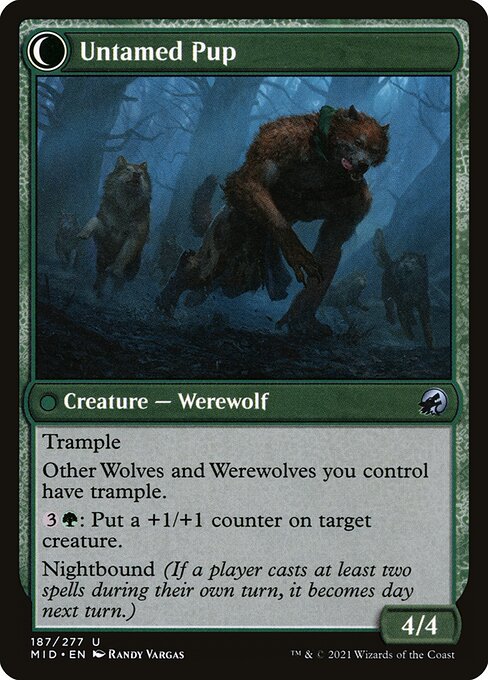 Untamed Pup
Creature — Werewolf
Trample
Other Wolves and Werewolves you control
have trample.
3: Put a +1/+1 counter on target
creature.
Nightbound (If a player casts at least two
spells during their own turn, it becomes day
next turn.)
4/4
187/277 U
MID • EN Randy Vargas
™ & © 2021 Wizards of the Coast